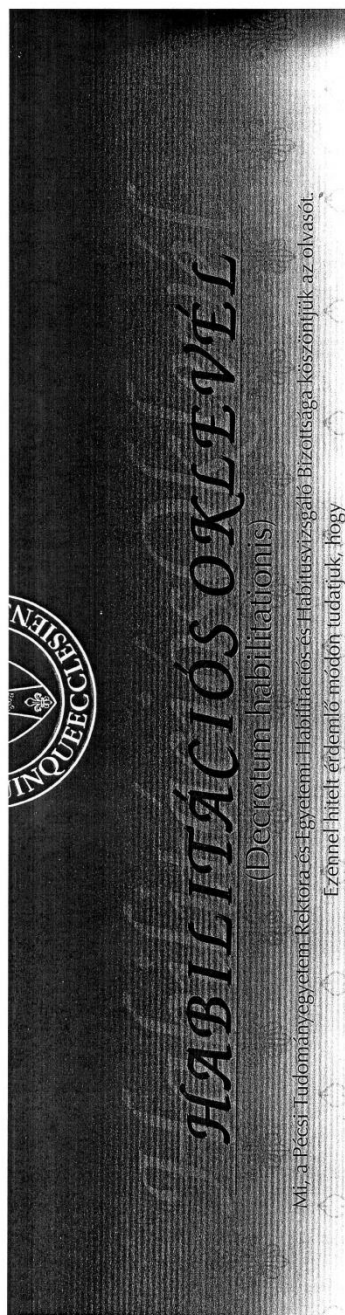 INQUEECCLESIENS
HABILITÁCIÓS OKLEVÉL
(Decretum habilitationis)
Mi, a Pécsi Tudományegyetem Rektora és Egyetemi Habilitációs és Habitusvizsgáló Bizottsága köszöntjük az olvasót.
Ezennel hitelt érdemlő módon tudatjuk, hogy